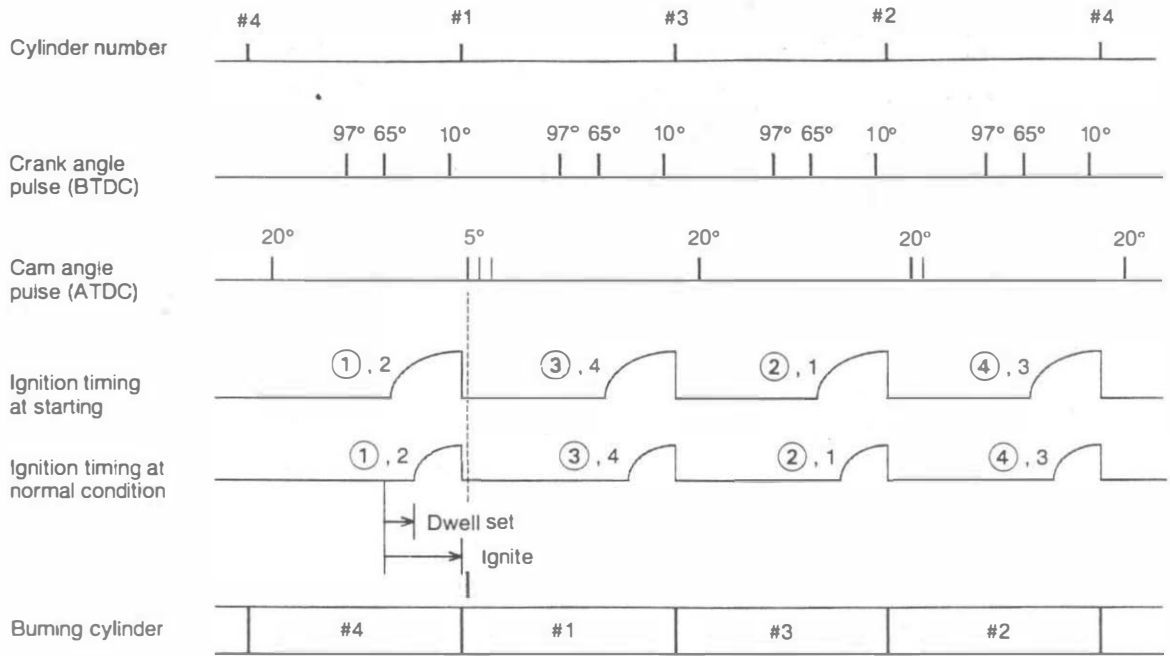 #4 #1 #3 #2 #4
Cylinder number
97° 65° 10° 97° 65° 10° 97° 65° 10° 97° 65° 10°
Crank angle
pulse (BTDC)
20° 5° 20° 20° 20°
Cam angle
pulse (ATDC)
① , 2 ③ , 4 ② , 1 ④ , 3
Ignition timing
at starting
① , 2 ③ , 4 ② , 1 ④ , 3
Ignition timing at
normal condition
Dwell set
Ignite
Burning cylinder #4 #1 #3 #2